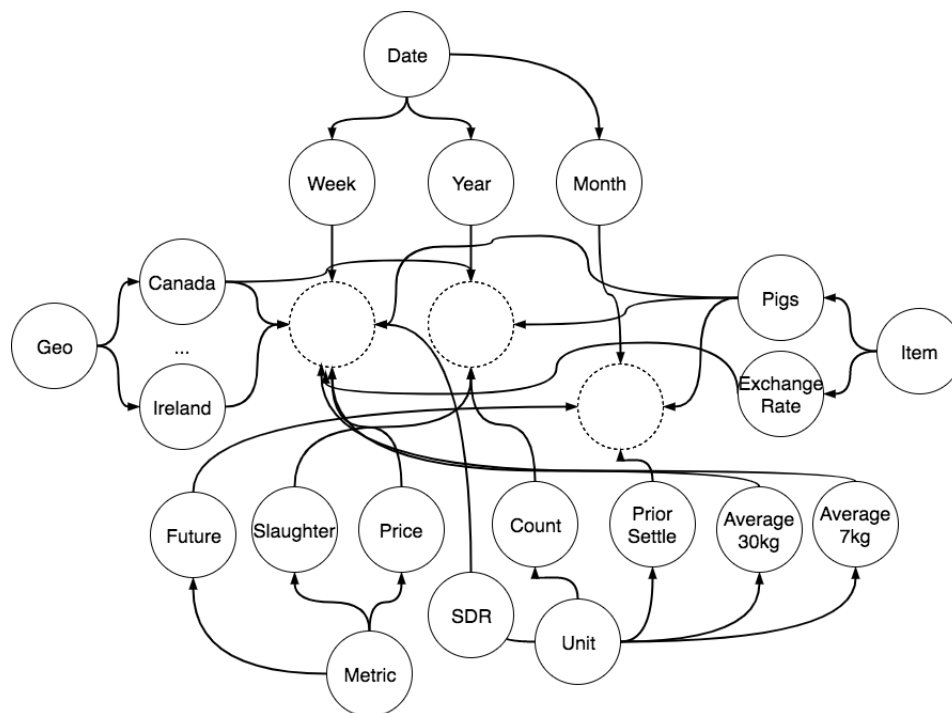 Date
Week
Year
Month
Canada
Pigs
Geo
...
Item
Ireland
Exchange
Rate
Future
Slaughter
Price
Count
Prior
Settle
Average
30kg
Average
7kg
SDR
Unit
Metric